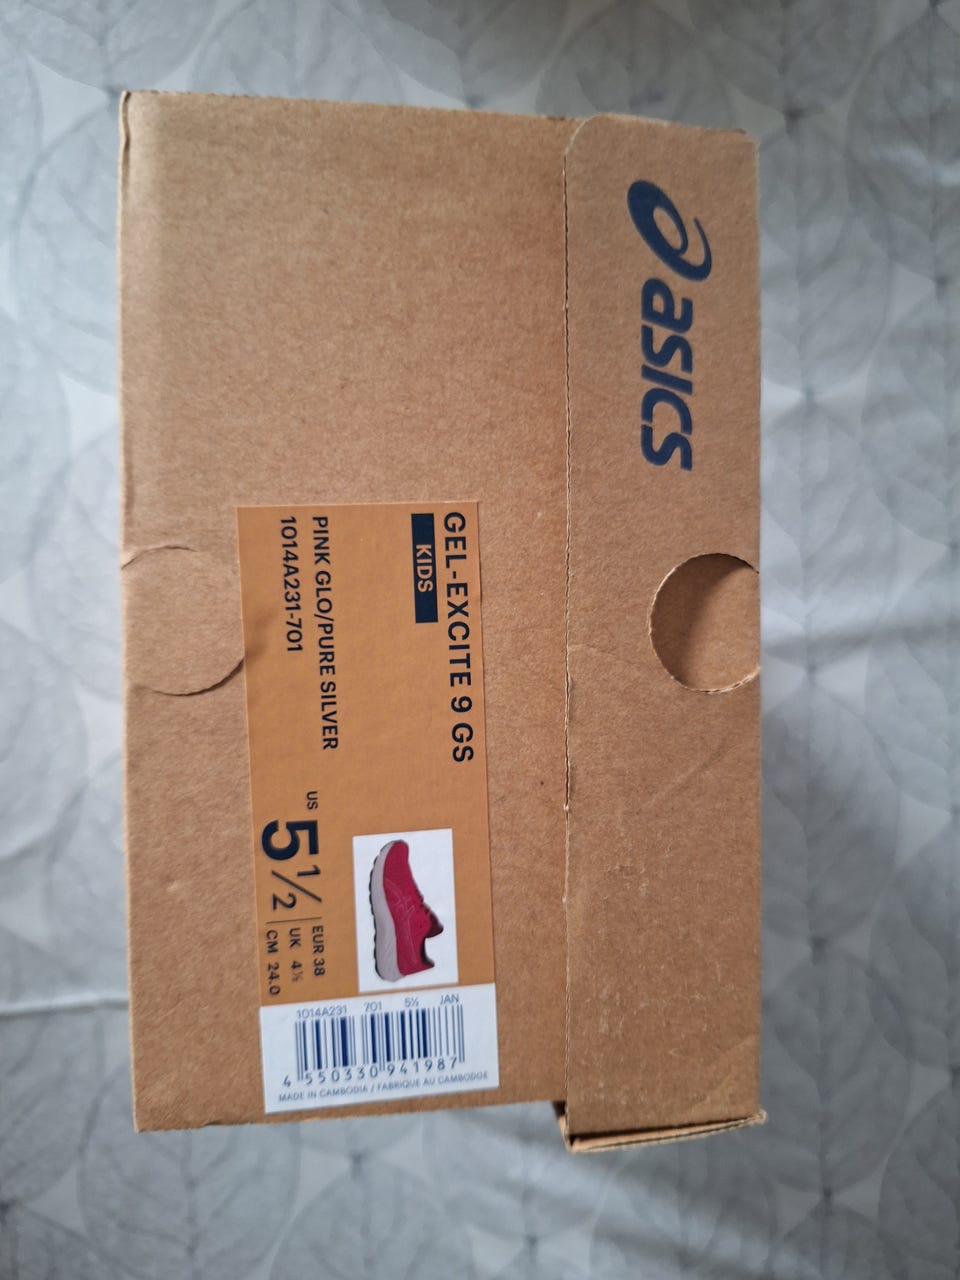 asics
GEL-EXCITE 9 GS
KIDS
PINK GLO/PURE SILVER
1014A231-701
US
5 1/2
EUR 38
UK 4½
CM 24.0
1014A231 701 5½ JAN
4 550330 941987
MADE IN CAMBODIA / FABRIQUE AU CAMBODGE